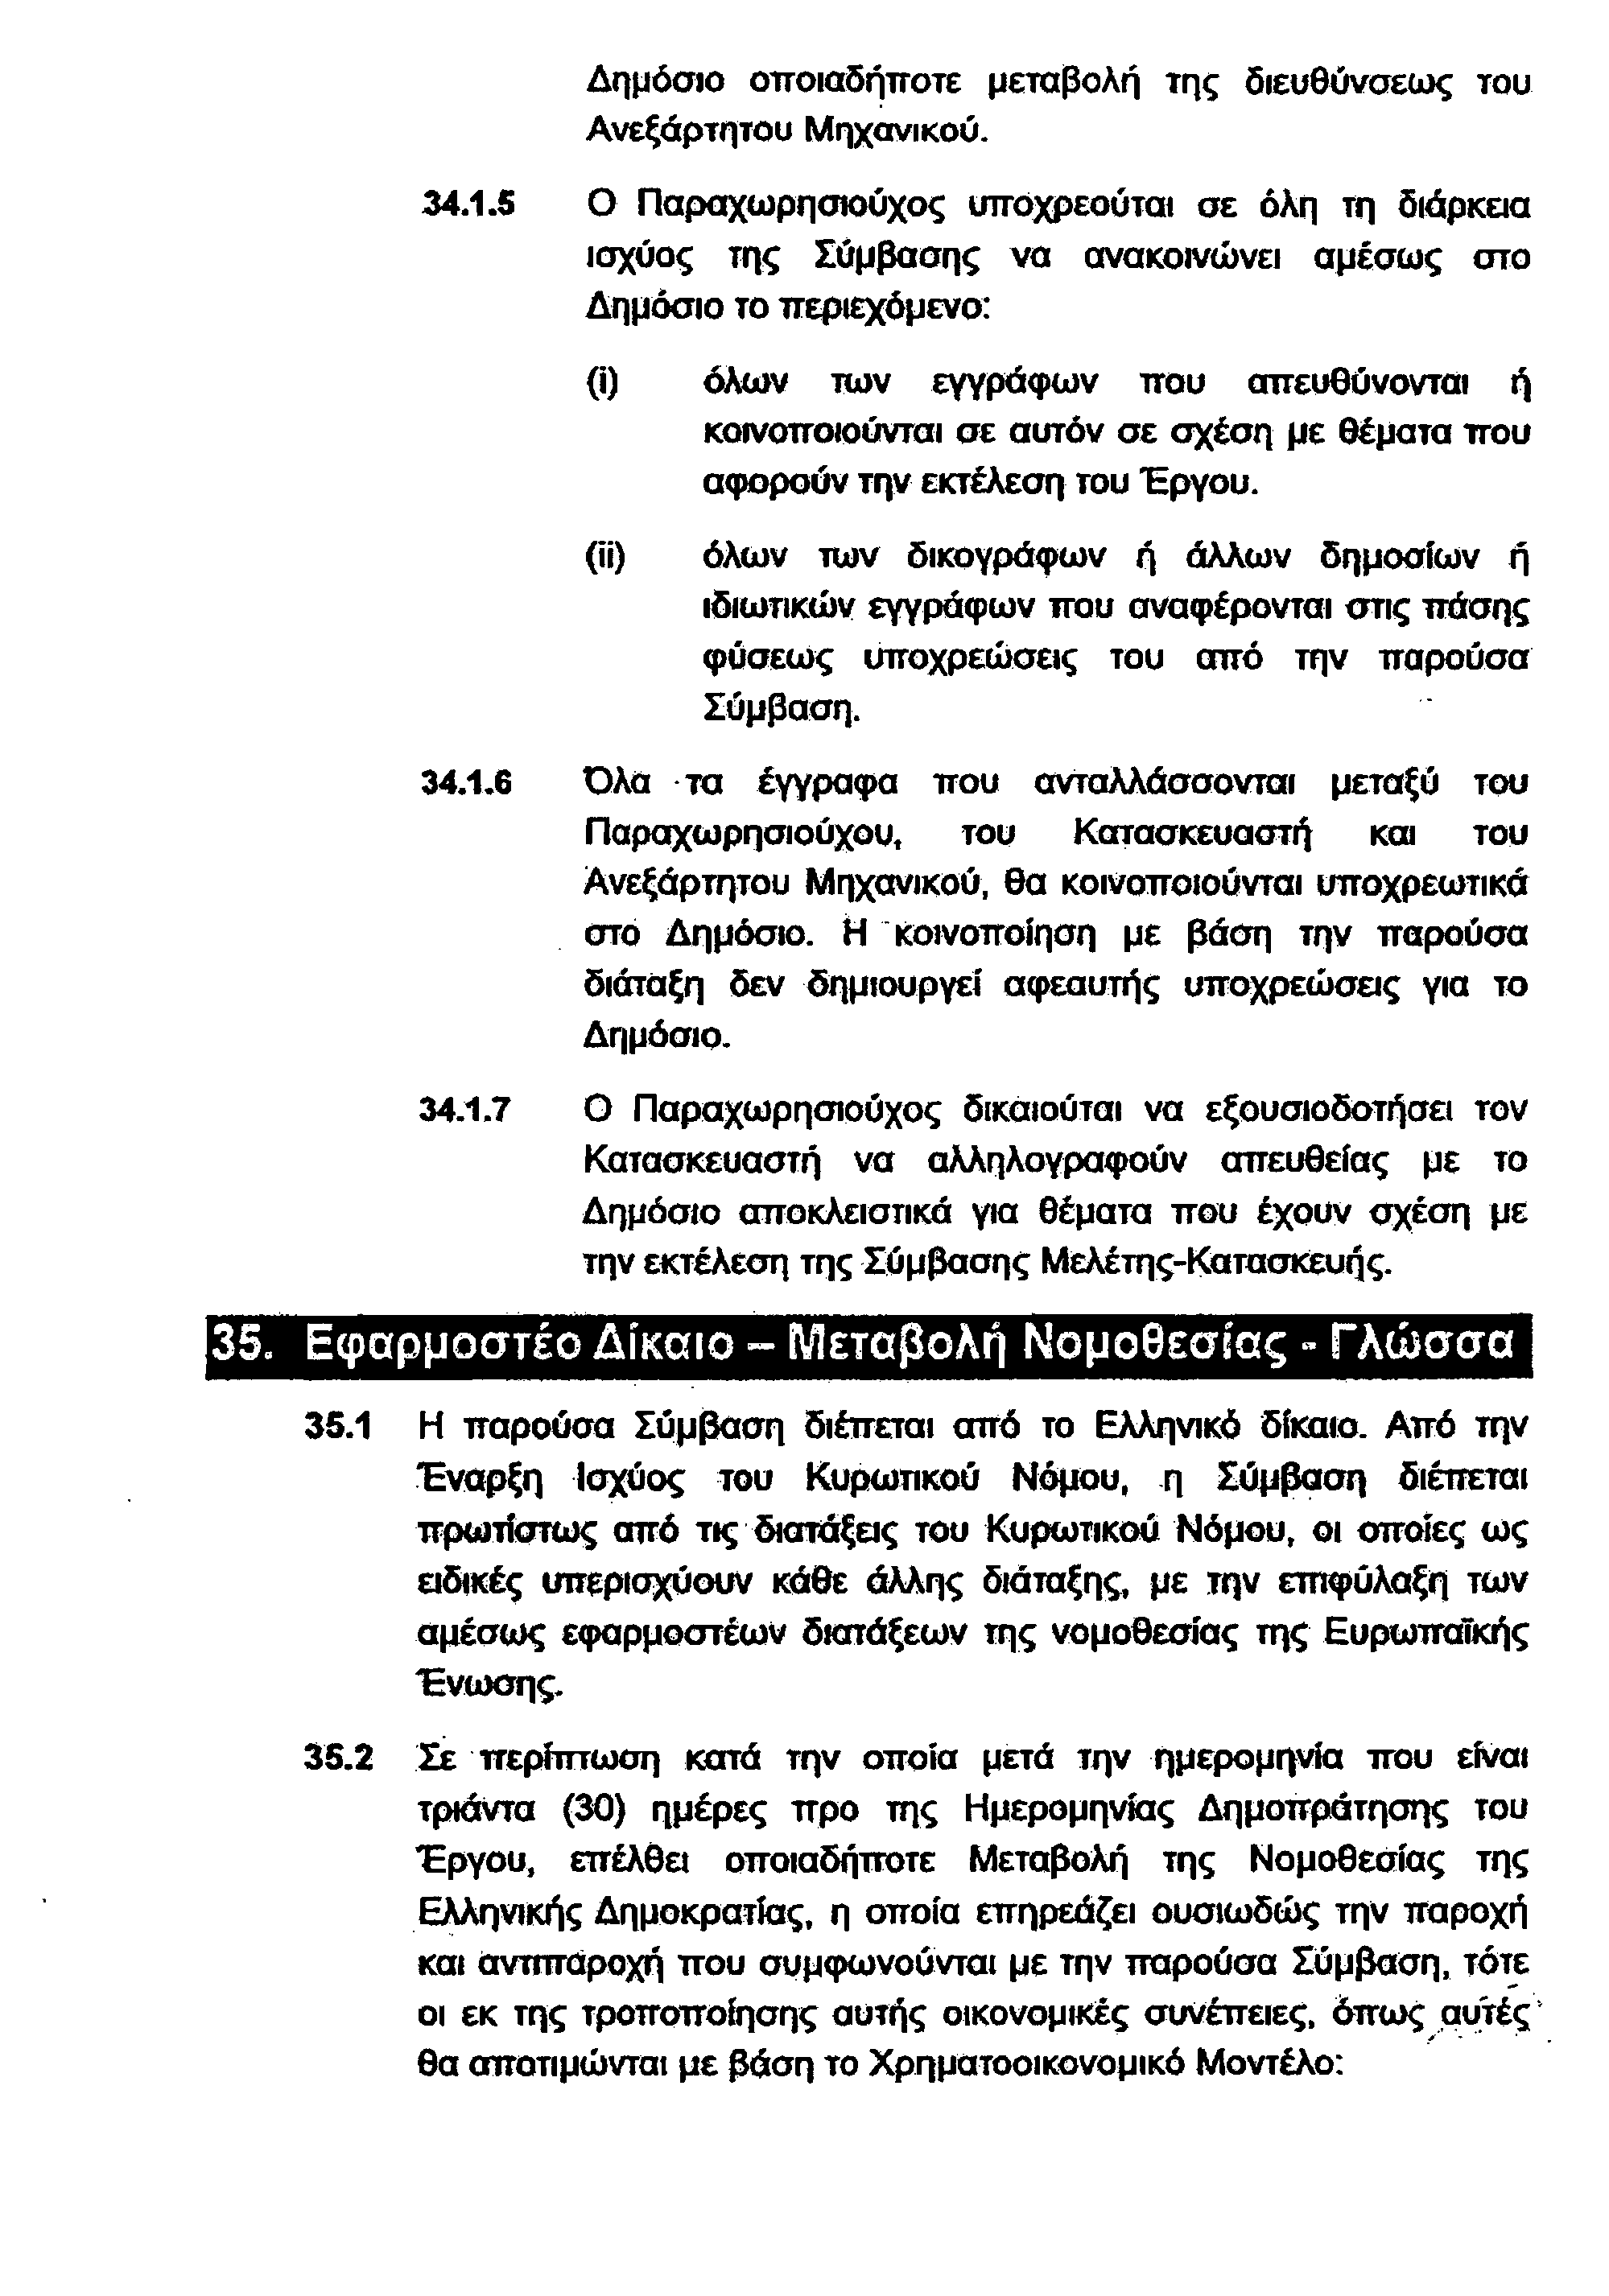 Δημόσιο οποιαδήποτε μεταβολή της διευθύνσεως του
Ανεξάρτητου Μηχανικού.
34.1.5 Ο Παραχωρησιούχος υποχρεούται σε όλη τη διάρκεια
ισχύος της Σύμβασης να ανακοινώνει αμέσως στο
Δημόσιο το περιεχόμενο:
(i) όλων των εγγράφων που απευθύνονται ή
κοινοποιούνται σε αυτόν σε σχέση με θέματα που
αφορούν την εκτέλεση του Έργου.
(ii) όλων των δικογράφων ή άλλων δημοσίων ή
ιδιωτικών εγγράφων που αναφέρονται στις πάσης
φύσεως υποχρεώσεις του από την παρούσα
Σύμβαση.
34.1.6 Όλα τα έγγραφα που ανταλλάσσονται μεταξύ του
Παραχωρησιούχου, του Κατασκευαστή και του
Ανεξάρτητου Μηχανικού, θα κοινοποιούνται υποχρεωτικά
στο Δημόσιο. Η κοινοποίηση με βάση την παρούσα
διάταξη δεν δημιουργεί αφεαυτής υποχρεώσεις για το
Δημόσιο.
34.1.7 Ο Παραχωρησιούχος δικαιούται να εξουσιοδοτήσει τον
Κατασκευαστή να αλληλογραφούν απευθείας με το
Δημόσιο αποκλειστικά για θέματα που έχουν σχέση με
την εκτέλεση της Σύμβασης Μελέτης-Κατασκευής.
35. Εφαρμοστέο Δίκαιο – Μεταβολή Νομοθεσίας - Γλώσσα
35.1 Η παρούσα Σύμβαση διέπεται από το Ελληνικό δίκαιο. Από την
Έναρξη Ισχύος του Κυρωτικού Νόμου, η Σύμβαση διέπεται
πρωτίστως από τις διατάξεις του Κυρωτικού Νόμου, οι οποίες ως
ειδικές υπερισχύουν κάθε άλλης διάταξης, με την επιφύλαξη των
αμέσως εφαρμοστέων διατάξεων της νομοθεσίας της Ευρωπαϊκής
Ένωσης.
35.2 Σε περίπτωση κατά την οποία μετά την ημερομηνία που είναι
τριάντα (30) ημέρες προ της Ημερομηνίας Δημοπράτησης του
Έργου, επέλθει οποιαδήποτε Μεταβολή της Νομοθεσίας της
Ελληνικής Δημοκρατίας, η οποία επηρεάζει ουσιωδώς την παροχή
και αντιπαροχή που συμφωνούνται με την παρούσα Σύμβαση, τότε
οι εκ της τροποποίησης αυτής οικονομικές συνέπειες, όπως αυτές
θα αποτιμώνται με βάση το Χρηματοοικονομικό Μοντέλο: